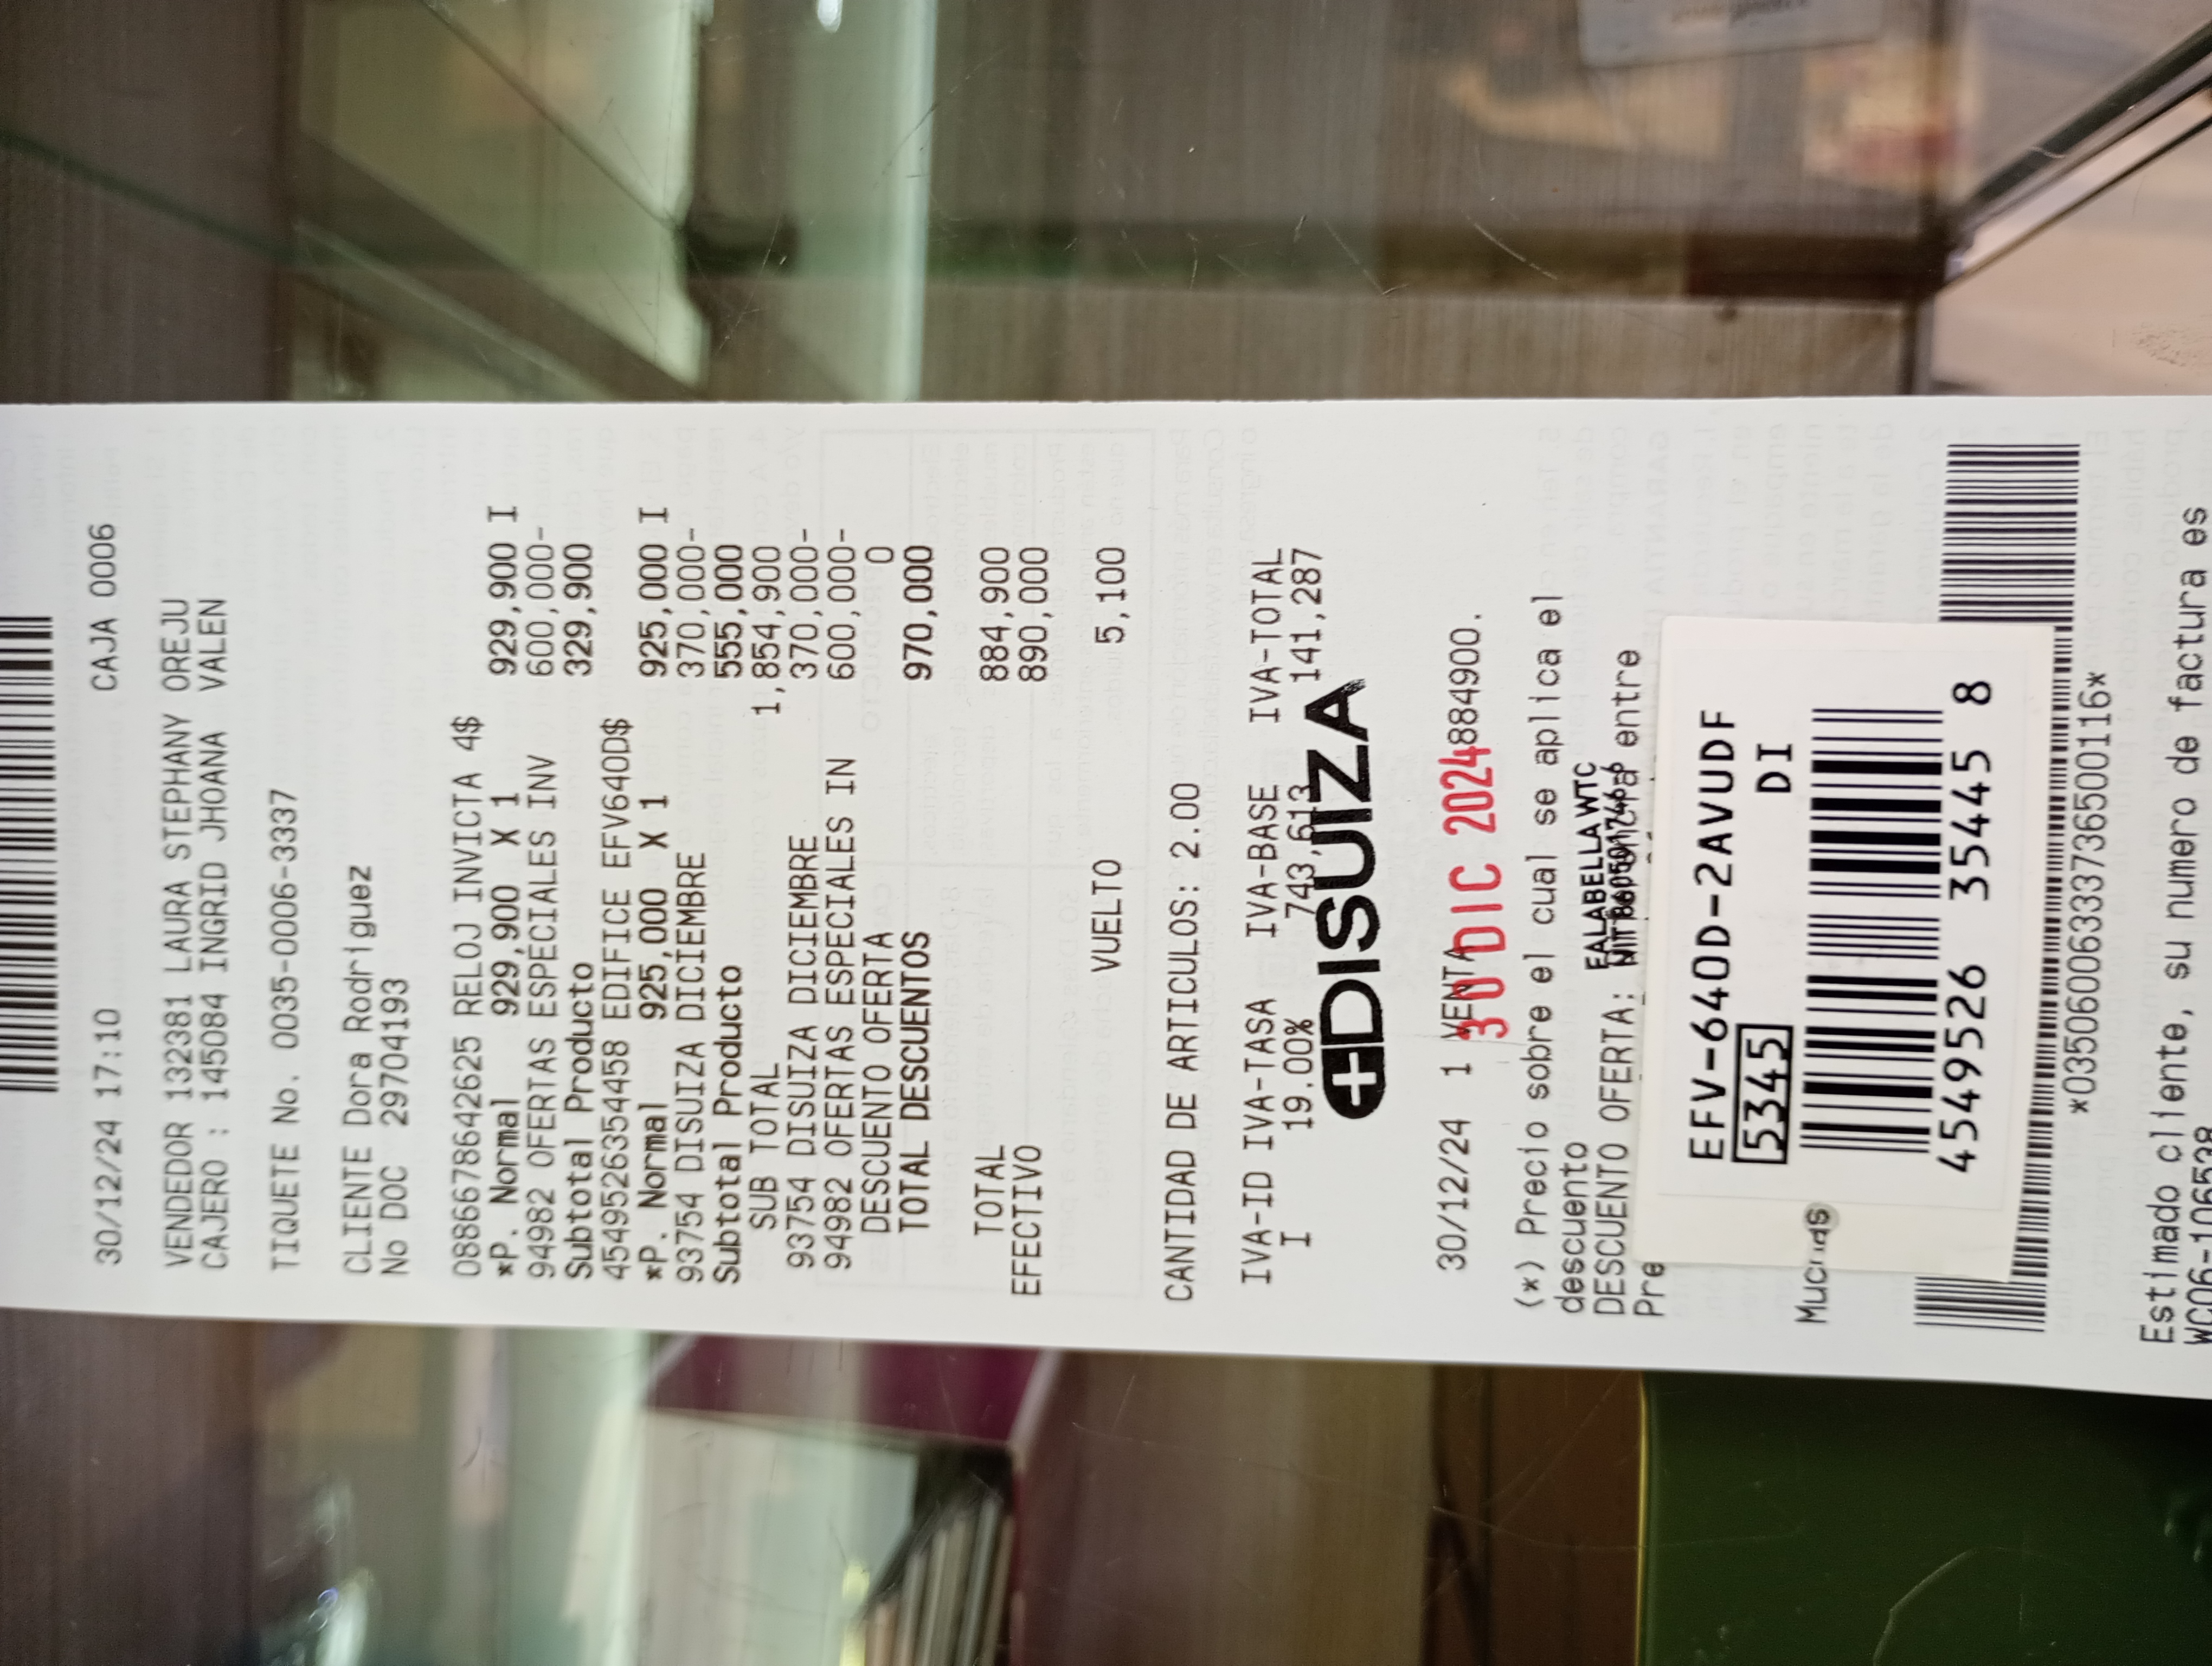 30/12/24 17:10 CAJA 0006
VENDEDOR 132381 LAURA STEPHANY OREJU
CAJERO : 145084 INGRID JHOANA VALEN
TIQUETE No. 0035-0006-3337
CLIENTE Dora Rodriguez
No DOC 29704193
0886678642625 RELOJ INVICTA 4$
*P. Normal 929,900 X 1 929,900 I
94982 OFERTAS ESPECIALES INV 600,000-
Subtotal Producto 329,900
4549526354458 EDIFICE EFV640D$
*P. Normal 925,000 X 1 925,000 I
93754 DISUIZA DICIEMBRE 370,000-
Subtotal Producto 555,000
SUB TOTAL 1,854,900
93754 DISUIZA DICIEMBRE 370,000-
94982 OFERTAS ESPECIALES IN 600,000-
DESCUENTO OFERTA 0
TOTAL DESCUENTOS 970,000
TOTAL 884,900
EFECTIVO 890,000
VUELTO 5,100
CANTIDAD DE ARTICULOS: 2.00
IVA-ID IVA-TASA IVA-BASE IVA-TOTAL
I 19.00% 743,613 141,287
DISUIZA
30/12/24 1 VENTA 884900.
30 DIC 2024
(*) Precio sobre el cual se aplica el
descuento
FALABELLA WTC
DESCUENTO OFERTA: entre
Pre
EFV-640D-2AVUDF
5345 DI
4549526 35445 8
*035060063337365001116*
Estimado cliente, su numero de factura es
WC06-106538